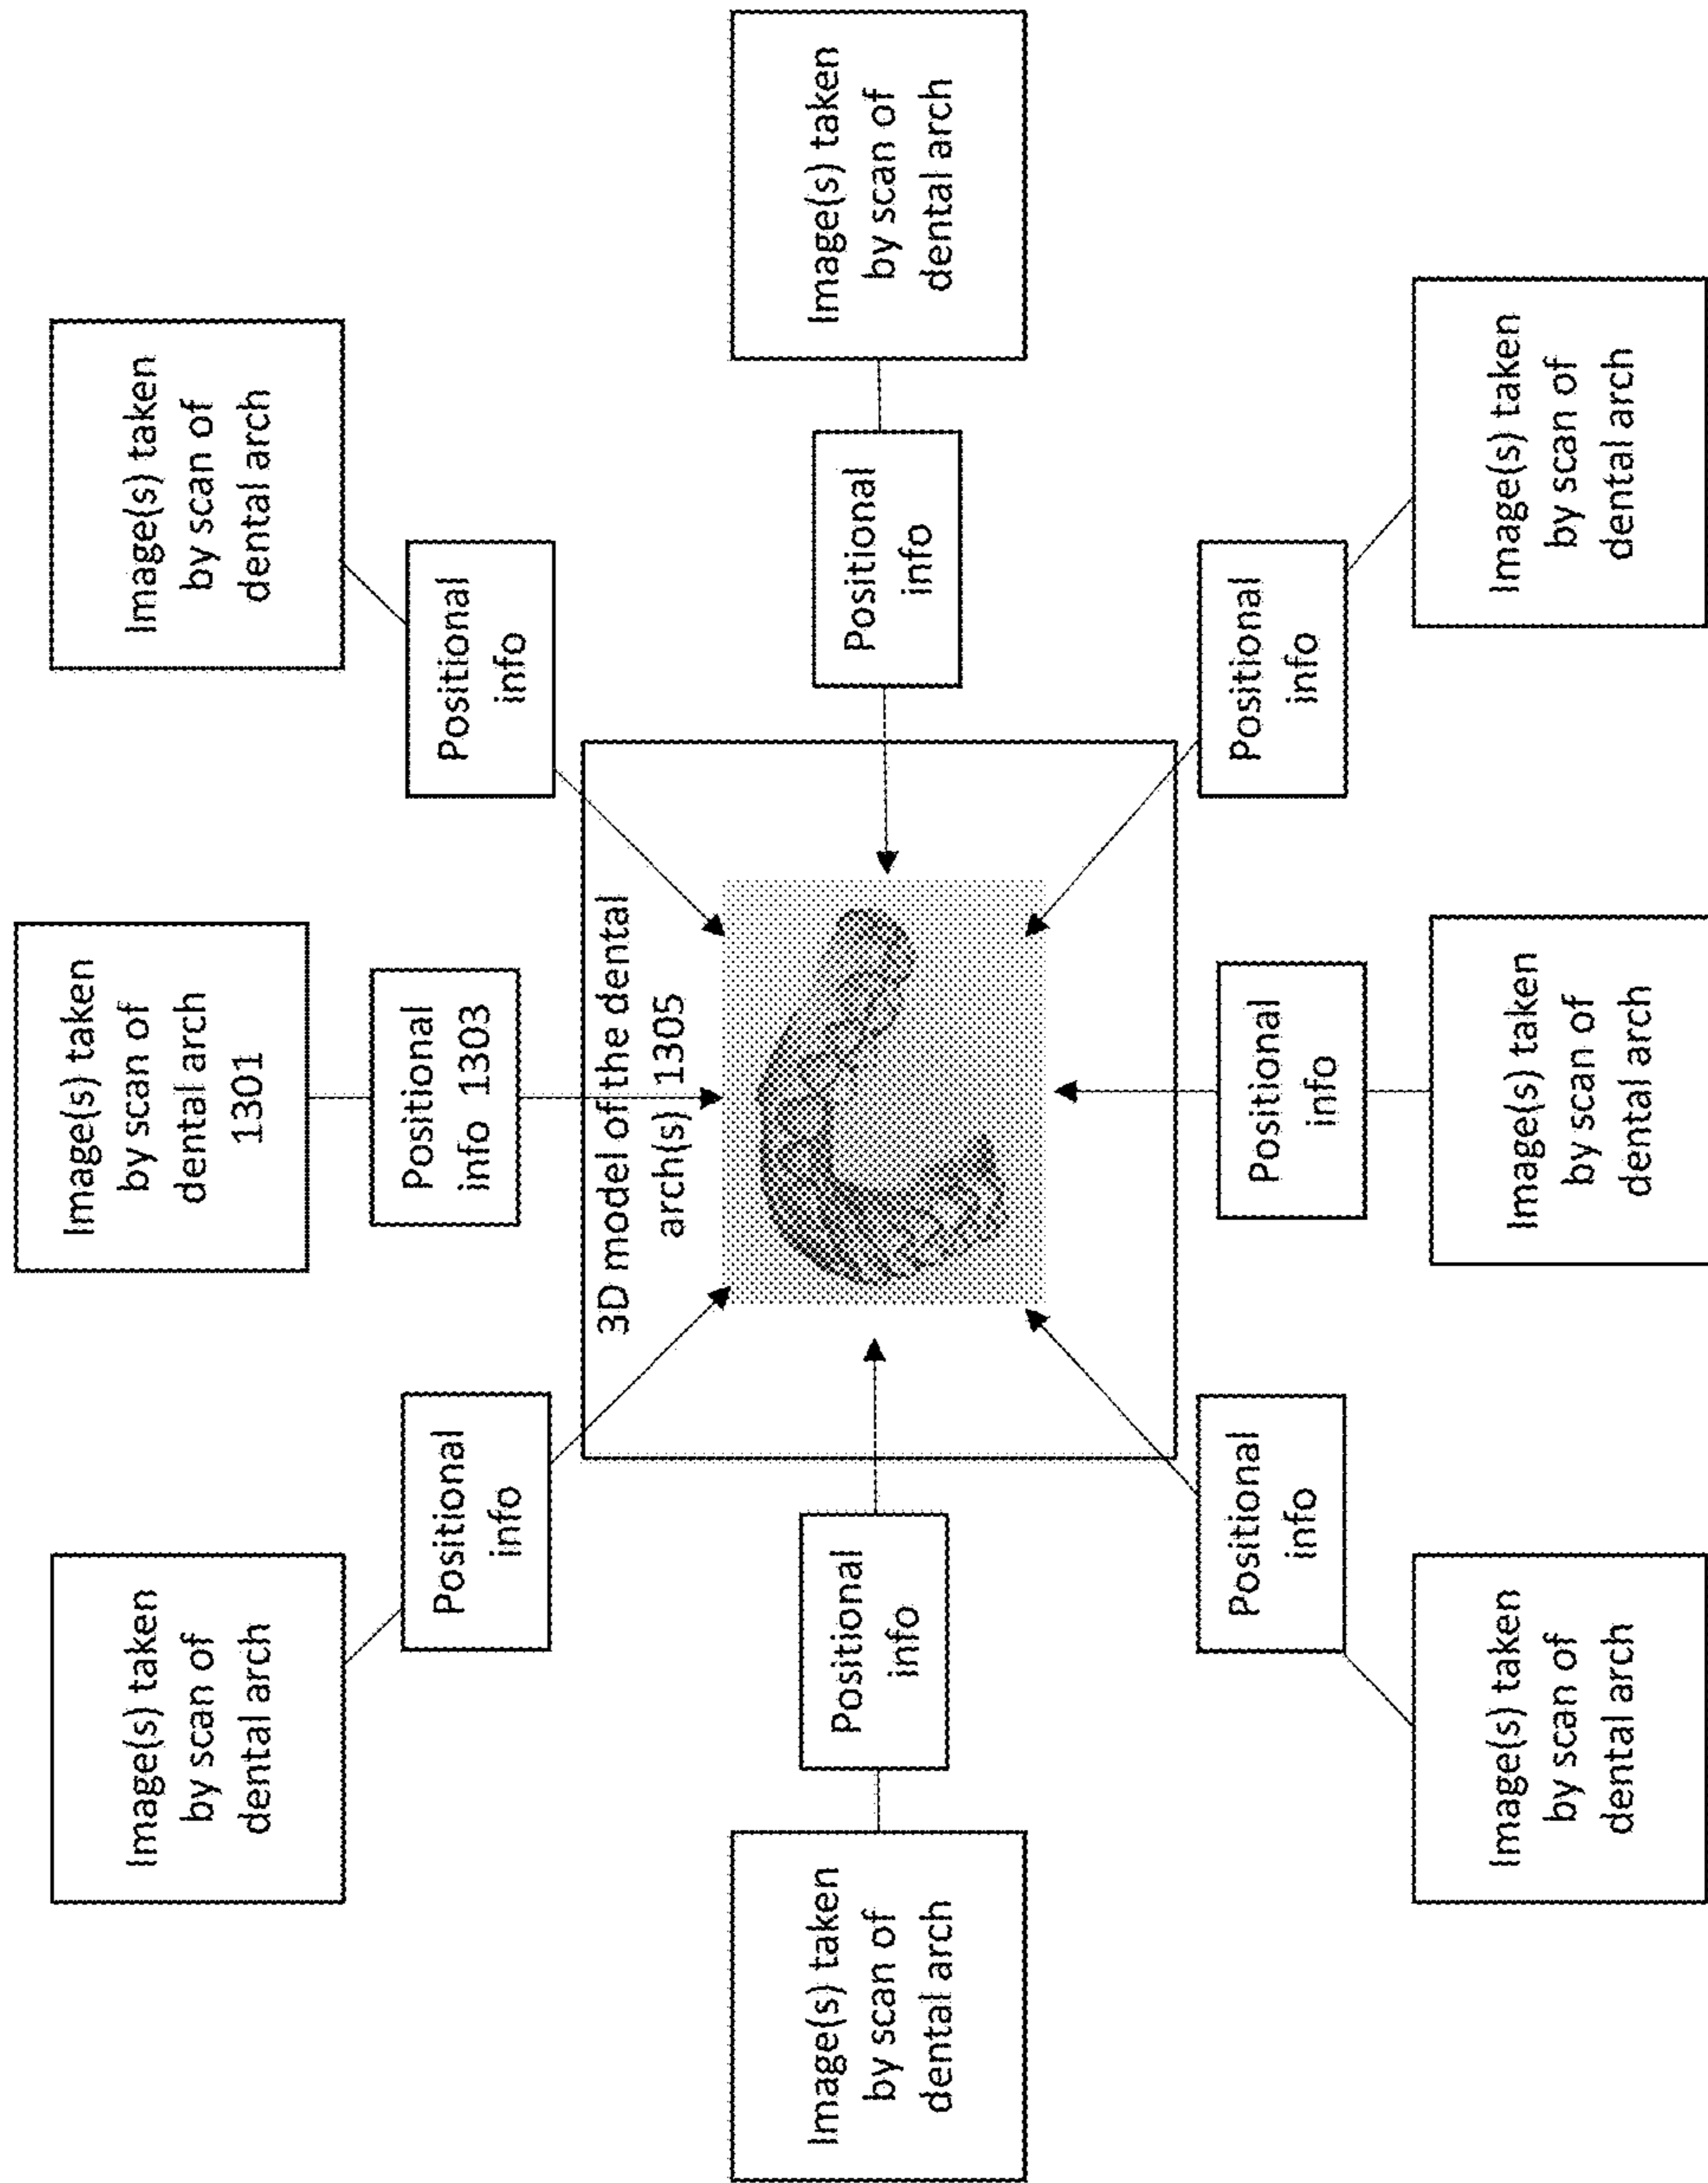 Image(s) taken
by scan of
dental arch
Image(s) taken
by scan of
dental arch
1301
Image(s) taken
by scan of
dental arch
Positional
info
Positional
info 1303
Positional
info
3D model of the dental
arch(s) 1305
Image(s) taken
by scan of
dental arch
Positional
info
Positional
info
Image(s) taken
by scan of
dental arch
Positional
info
Positional
info
Positional
info
Image(s) taken
by scan of
dental arch
Image(s) taken
by scan of
dental arch
Image(s) taken
by scan of
dental arch